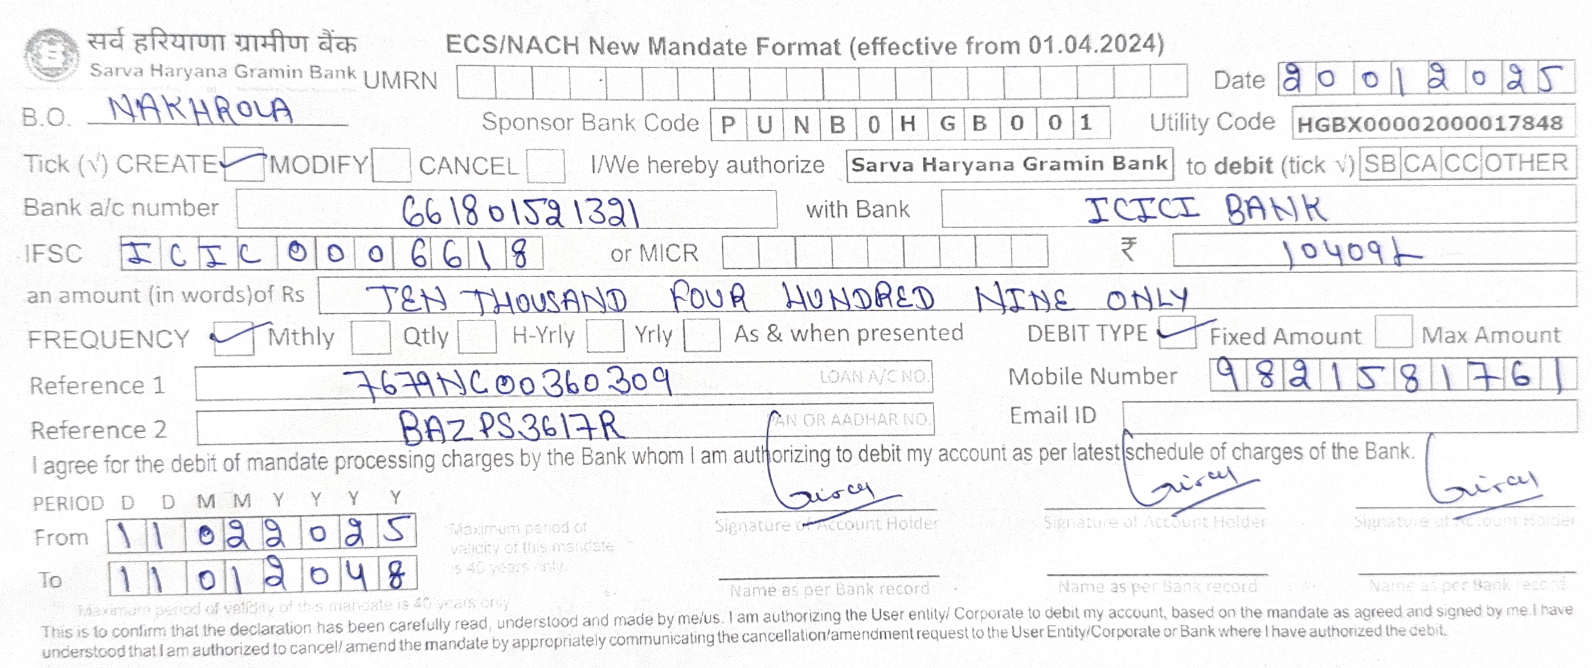 सर्व हरियाणा ग्रामीण बैंक
Sarva Haryana Gramin Bank
ECS/NACH New Mandate Format (effective from 01.04.2024)
UMRN Date 20012025
B.O. NAKHROLA Sponsor Bank Code PUNB0HGB001 Utility Code HGBX00002000017848
Tick (√) CREATE ✓ MODIFY CANCEL I/We hereby authorize Sarva Haryana Gramin Bank to debit (tick √) SB CA CC OTHER
Bank a/c number 661801521321 with Bank ICICI BANK
IFSC ICIC0006618 or MICR ₹ 10409/-
an amount (in words)of Rs TEN THOUSAND FOUR HUNDRED NINE ONLY
FREQUENCY ✓ Mthly Qtly H-Yrly Yrly As & when presented DEBIT TYPE ✓ Fixed Amount Max Amount
Reference 1 7679NC00360309 LOAN A/C NO. Mobile Number 9821581761
Reference 2 BAZPS3617R PAN OR AADHAR NO. Email ID
I agree for the debit of mandate processing charges by the Bank whom I am authorizing to debit my account as per latest schedule of charges of the Bank.
PERIOD D D M M Y Y Y Y
From 11022025
To 11012048
Maximum period of
validity of this mandate
is 40 years only.
Signature of Account Holder Signature of Account Holder Signature of Account Holder
Name as per Bank record Name as per Bank record Name as per Bank record
Maximum period of validity of this mandate is 40 years only
This is to confirm that the declaration has been carefully read, understood and made by me/us. I am authorizing the User entity/ Corporate to debit my account, based on the mandate as agreed and signed by me.I have
understood that I am authorized to cancel/ amend the mandate by appropriately communicating the cancellation/amendment request to the User Entity/Corporate or Bank where I have authorized the debit.